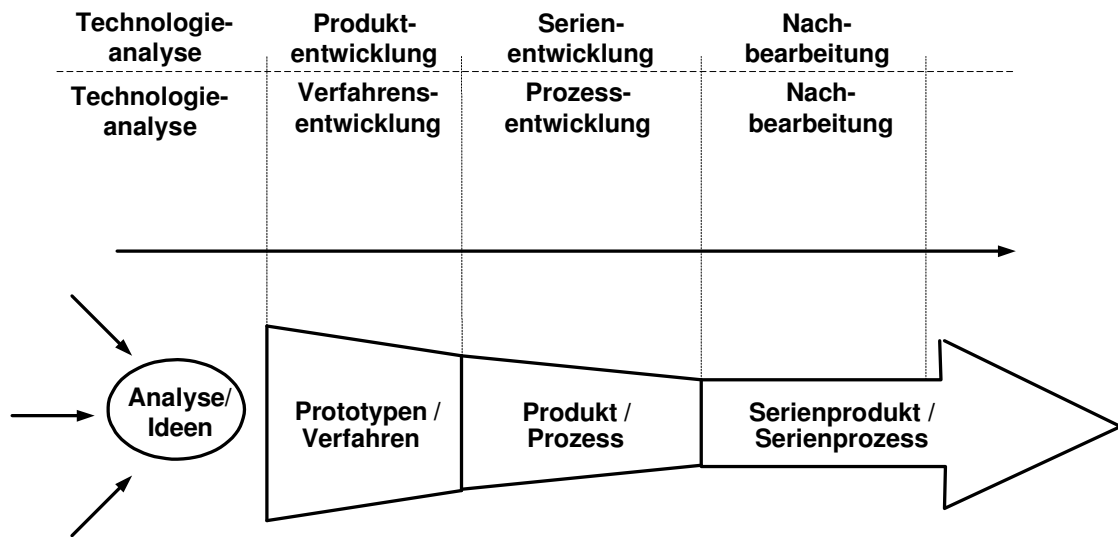 Technologie-
analyse
Produkt-
entwicklung
Serien-
entwicklung
Nach-
bearbeitung
Technologie-
analyse
Verfahrens-
entwicklung
Prozess-
entwicklung
Nach-
bearbeitung
Analyse/
Ideen
Prototypen /
Verfahren
Produkt /
Prozess
Serienprodukt /
Serienprozess